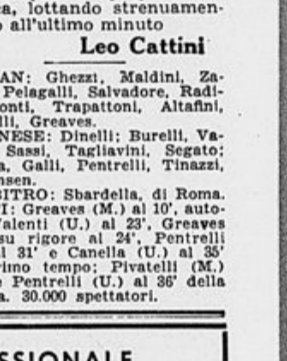 ca, lottando strenuamen-
o all'ultimo minuto
Leo Cattini
AN: Ghezzi, Maldini, Za-
Pelagalli, Salvadore, Radi-
onti, Trapattoni, Altafini,
lli, Greaves.
NESE: Dinelli; Burelli, Va-
Sassi, Tagliavini, Segato;
a, Galli, Pentrelli, Tinazzi,
nsen.
BITRO: Sbardella, di Roma.
I: Greaves (M.) al 10', auto-
Valenti (U.) al 23', Greaves
su rigore al 24', Pentrelli
l 31' e Canella (U.) al 35'
rimo tempo; Pivatelli (M.)
e Pentrelli (U.) al 36' della
a. 30.000 spettatori.
SSIONALE